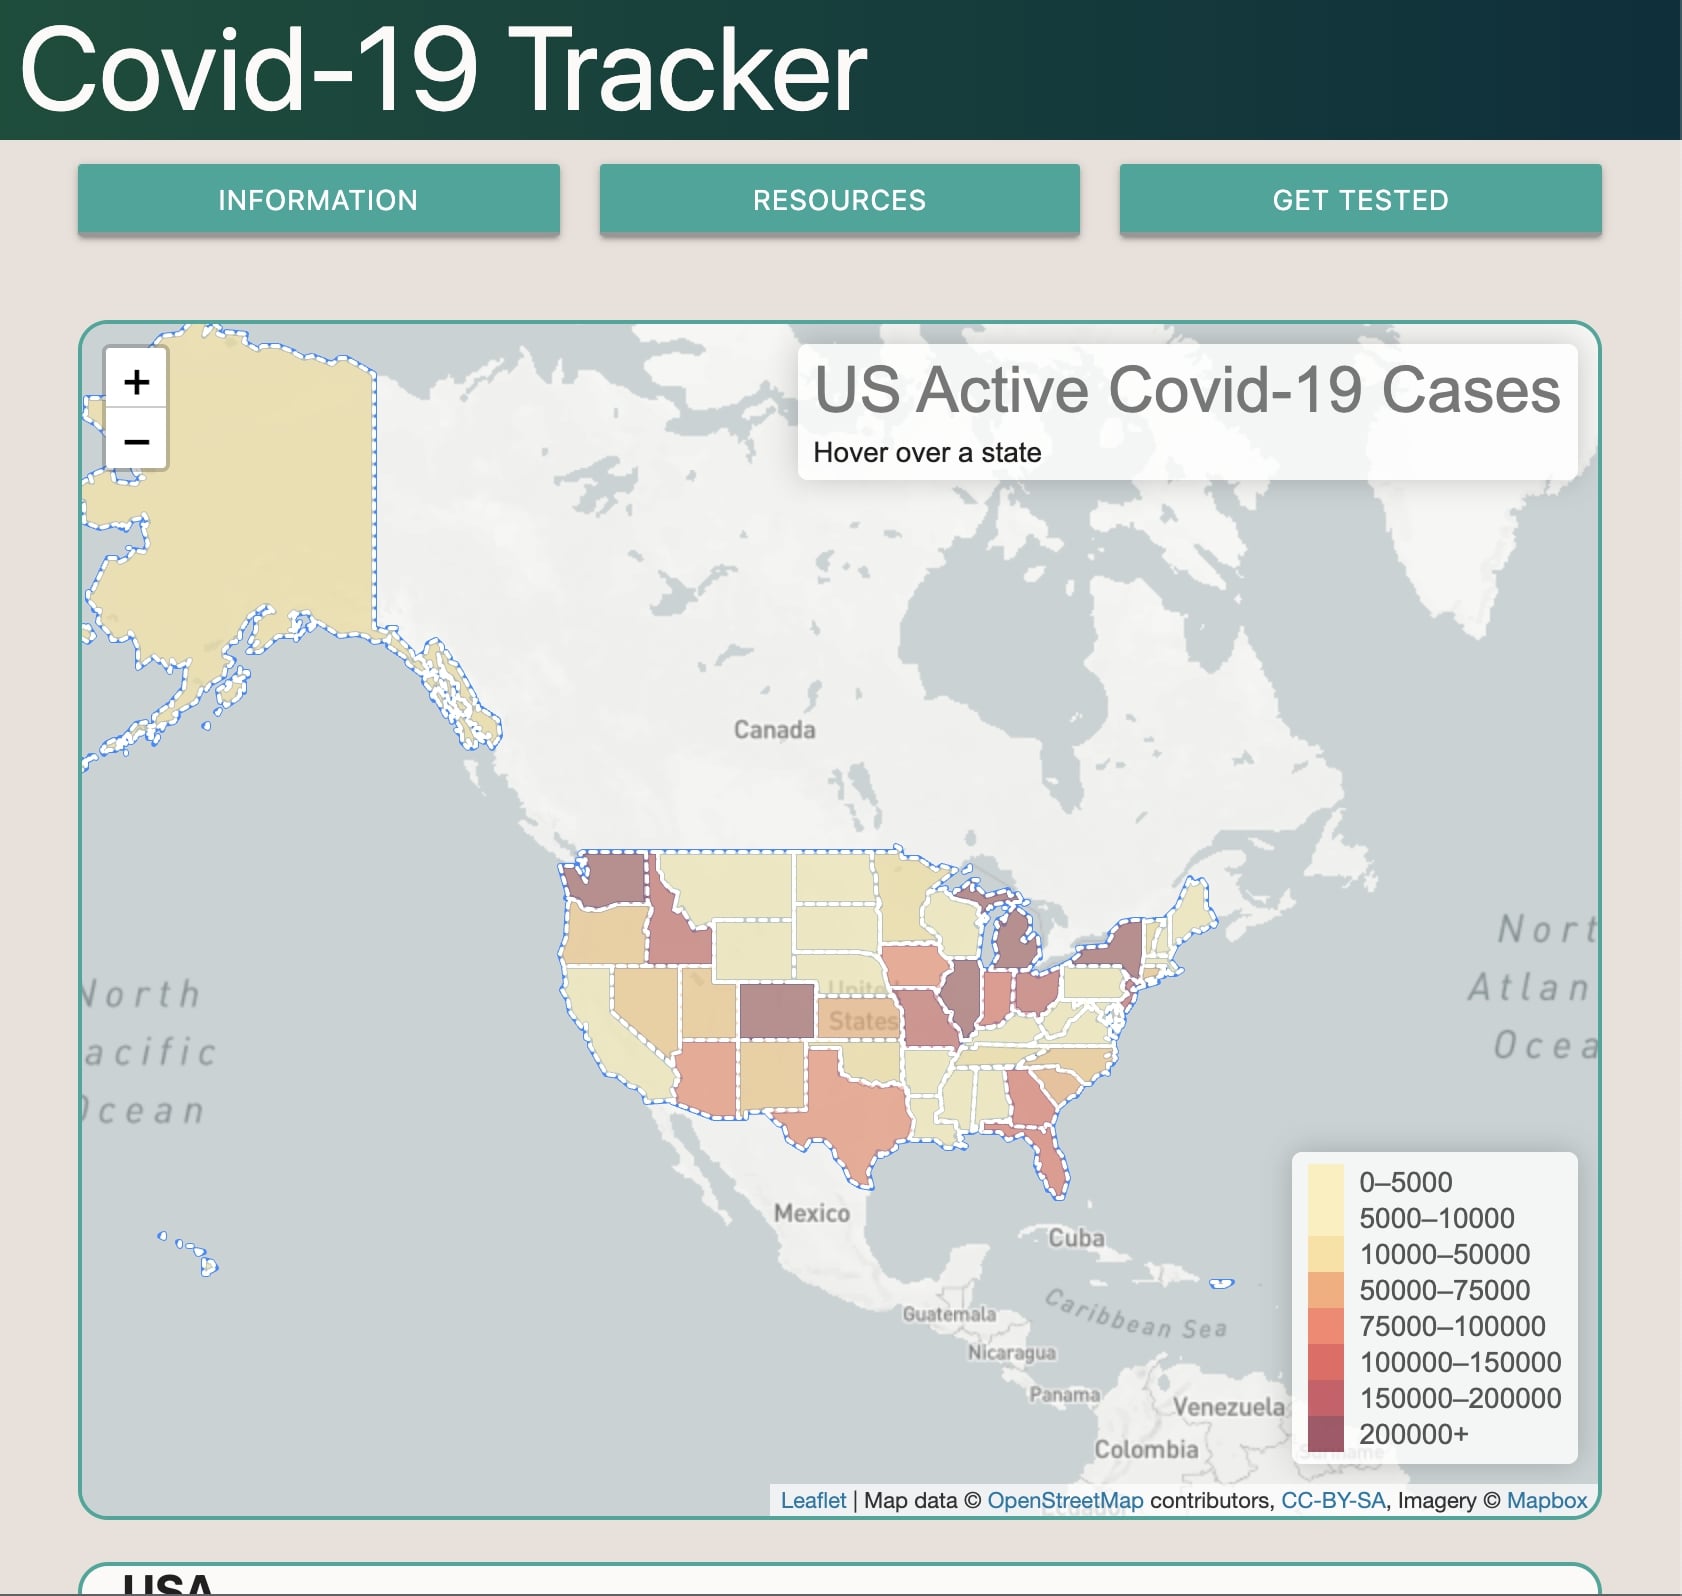 Covid-19 Tracker
INFORMATION
RESOURCES
GET TESTED
+
−
US Active Covid-19 Cases
Hover over a state
Canada
North
Pacific
Ocean
Nort
Atlan
Ocea
United
States
Mexico
Cuba
Caribbean Sea
Guatemala
Nicaragua
Panama
Venezuela
Colombia
Suriname
Ecuador
0–5000
5000–10000
10000–50000
50000–75000
75000–100000
100000–150000
150000–200000
200000+
Leaflet | Map data © OpenStreetMap contributors, CC-BY-SA, Imagery © Mapbox
USA